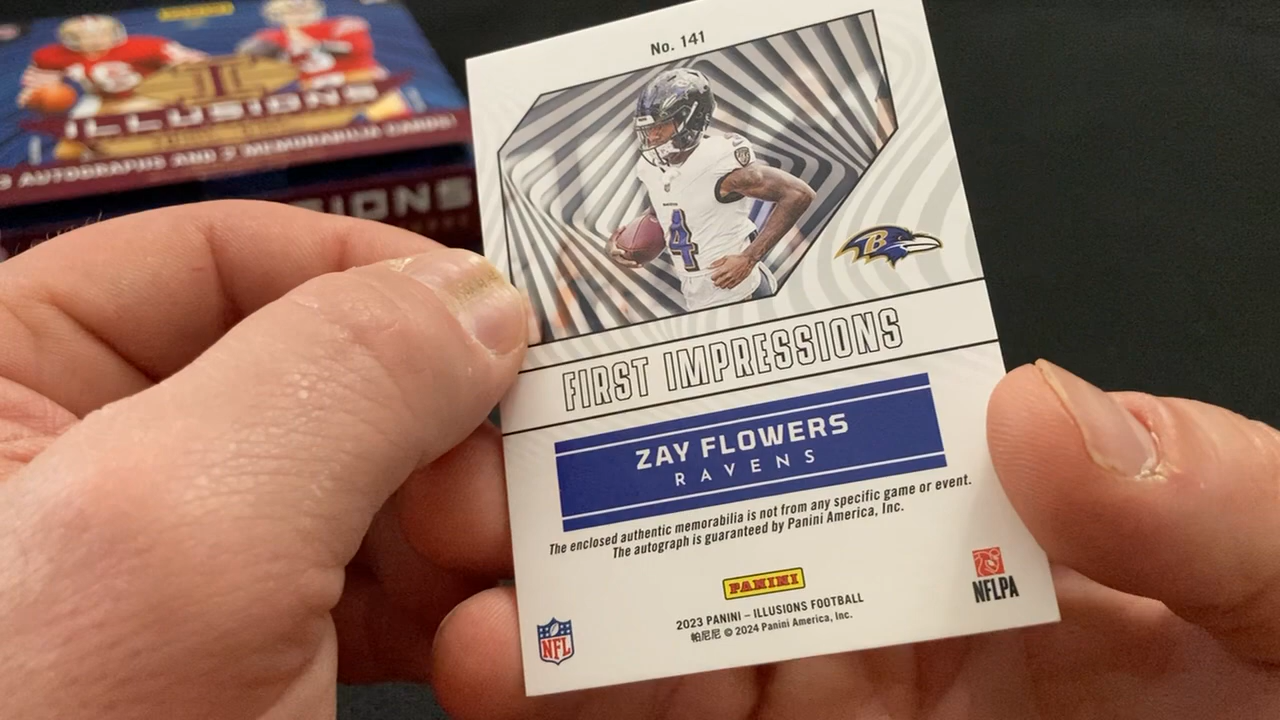 ILLUSIONS
AUTOGRAPHS AND 2 MEMORABILIA CARDS!
No. 141
4
FIRST IMPRESSIONS
ZAY FLOWERS
RAVENS
The enclosed authentic memorabilia is not from any specific game or event.
The autograph is guaranteed by Panini America, Inc.
PANINI
2023 PANINI – ILLUSIONS FOOTBALL
帕尼尼 © 2024 Panini America, Inc.
NFL
NFLPA
B